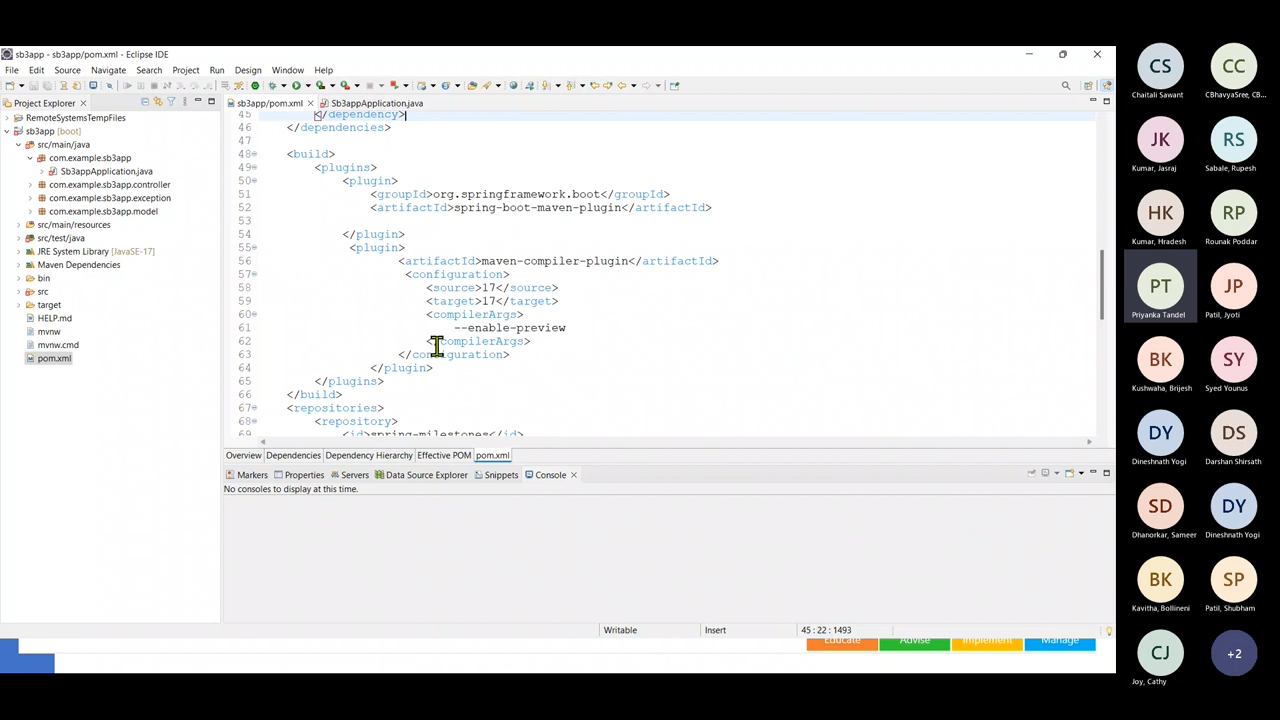 sb3app - sb3app/pom.xml - Eclipse IDE
File Edit Source Navigate Search Project Run Design Window Help
Project Explorer
RemoteSystemsTempFiles
sb3app [boot]
src/main/java
com.example.sb3app
Sb3appApplication.java
com.example.sb3app.controller
com.example.sb3app.exception
com.example.sb3app.model
src/main/resources
src/test/java
JRE System Library [JavaSE-17]
Maven Dependencies
bin
src
target
HELP.md
mvnw
mvnw.cmd
pom.xml
sb3app/pom.xml Sb3appApplication.java
45 </dependency>
46 </dependencies>
47
48 <build>
49 <plugins>
50 <plugin>
51 <groupId>org.springframework.boot</groupId>
52 <artifactId>spring-boot-maven-plugin</artifactId>
53
54 </plugin>
55 <plugin>
56 <artifactId>maven-compiler-plugin</artifactId>
57 <configuration>
58 <source>17</source>
59 <target>17</target>
60 <compilerArgs>
61 --enable-preview
62 </compilerArgs>
63 </configuration>
64 </plugin>
65 </plugins>
66 </build>
67 <repositories>
68 <repository>
69 <id>spring-milestones</id>
Overview Dependencies Dependency Hierarchy Effective POM pom.xml
Markers Properties Servers Data Source Explorer Snippets Console
No consoles to display at this time.
Writable Insert 45 : 22 : 1493
Educate Advise Implement Manage
CS CC
Chaitali Sawant CBhavyaSree, CB...
JK RS
Kumar, Jasraj Sabale, Rupesh
HK RP
Kumar, Hradesh Rounak Poddar
PT JP
Priyanka Tandel Patil, Jyoti
BK SY
Kushwaha, Brijesh Syed Younus
DY DS
Dineshnath Yogi Darshan Shirsath
SD DY
Dhanorkar, Sameer Dineshnath Yogi
BK SP
Kavitha, Bollineni Patil, Shubham
CJ +2
Joy, Cathy